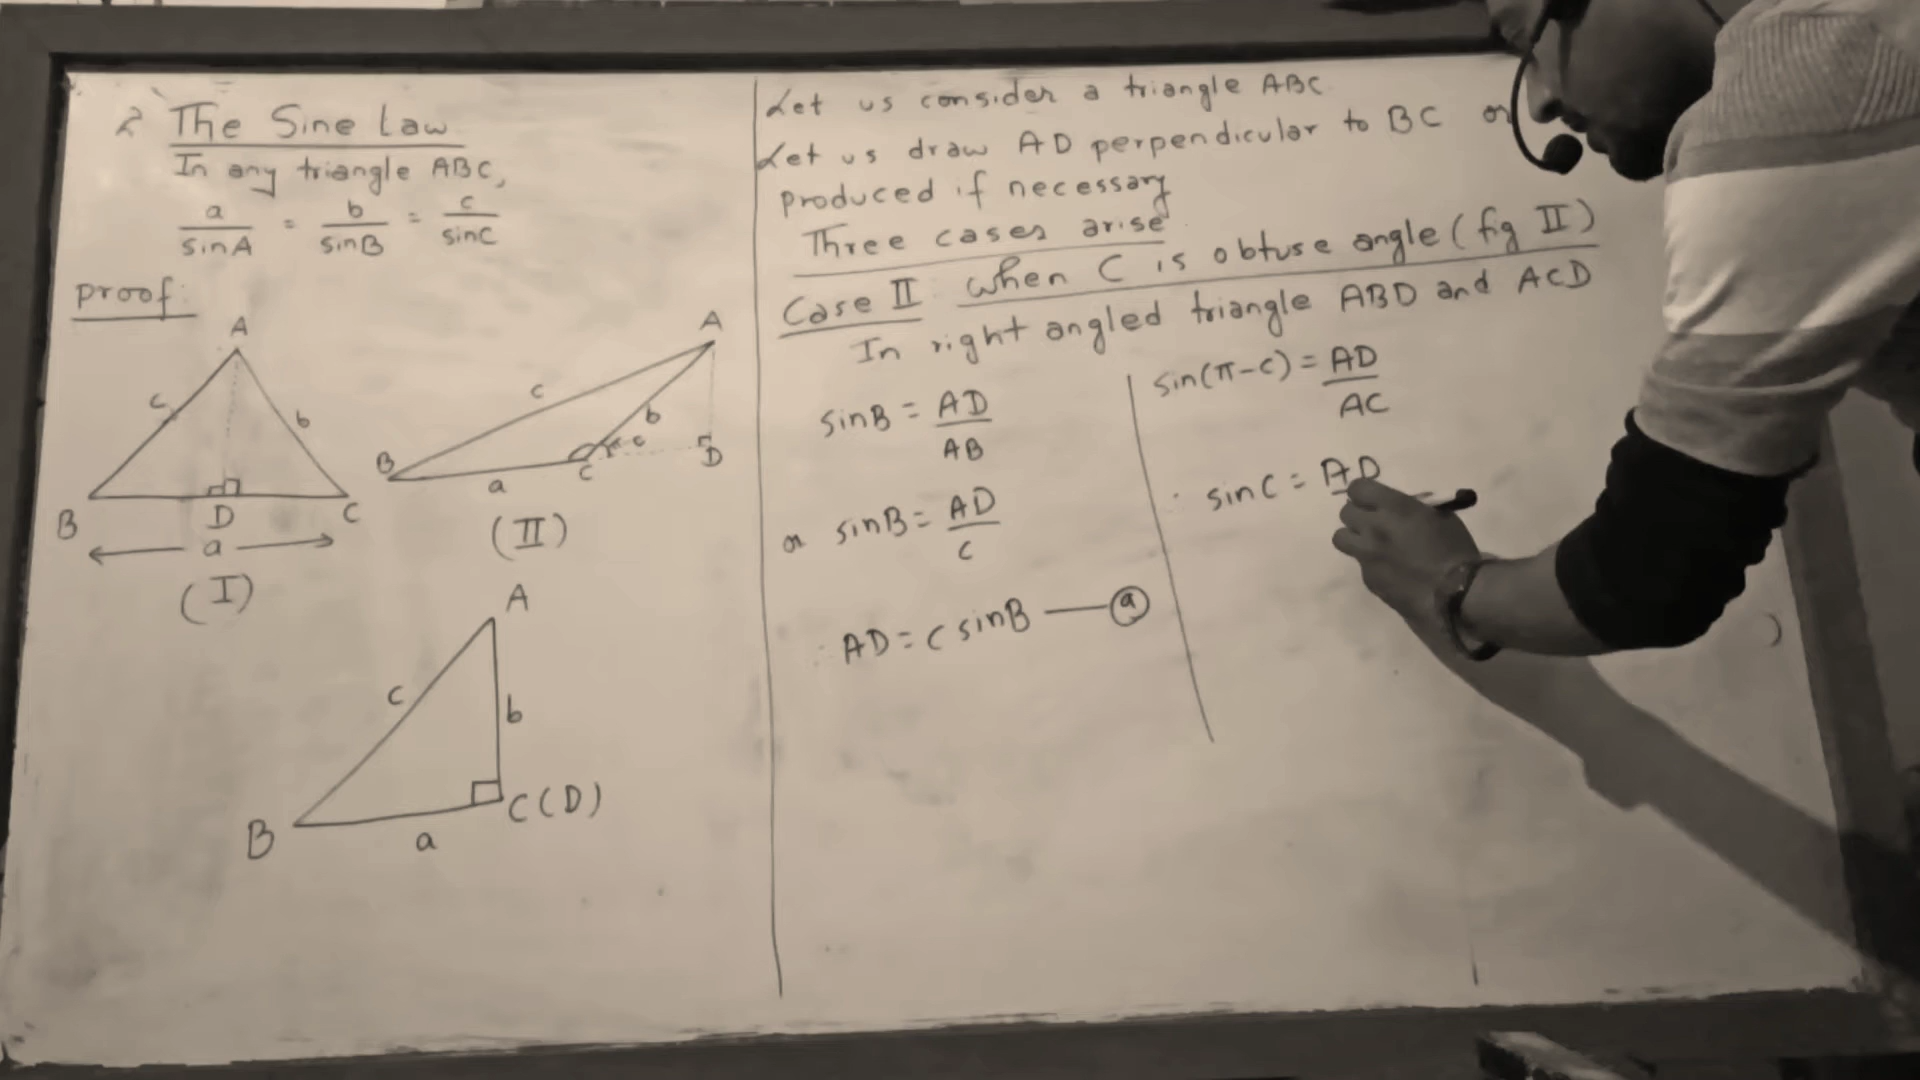 2 The Sine Law
In any triangle ABC,
a/sinA = b/sinB = c/sinC
Proof:
A
c
b
B
D
C
a
(I)
A
c
b
π-c
B
a
C
D
(II)
A
c
b
B
a
C(D)
Let us consider a triangle ABC
Let us draw AD perpendicular to BC or
produced if necessary
Three cases arise
Case II When C is obtuse angle (fig II)
In right angled triangle ABD and ACD
sinB = AD/AB
or sinB = AD/c
∴ AD = c sinB — (a)
sin(π-c) = AD/AC
∴ sinC = AD
)